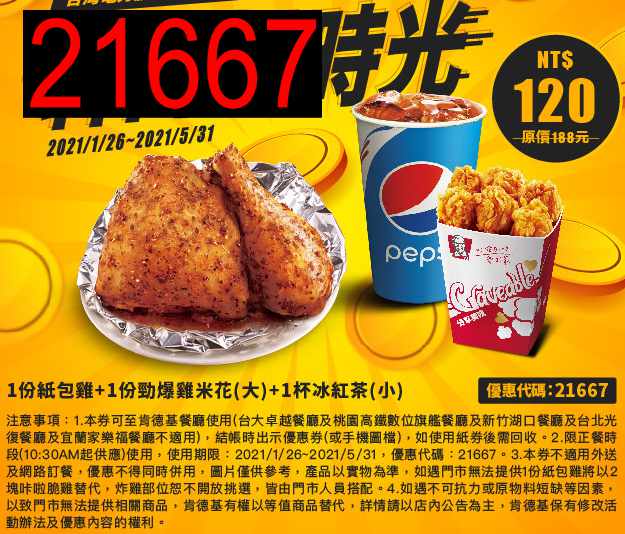 21667
時光
2021/1/26~2021/5/31
NT$
120
原價188元
peps
Craveable
1份紙包雞+1份勁爆雞米花(大)+1杯冰紅茶(小)
優惠代碼:21667
注意事項：1.本券可至肯德基餐廳使用(台大卓越餐廳及桃園高鐵數位旗艦餐廳及新竹湖口餐廳及台北光
復餐廳及宜蘭家樂福餐廳不適用)，結帳時出示優惠券(或手機圖檔)，如使用紙券後需回收。2.限正餐時
段(10:30AM起供應)使用，使用期限：2021/1/26~2021/5/31，優惠代碼：21667。3.本券不適用外送
及網路訂餐，優惠不得同時併用，圖片僅供參考，產品以實物為準，如遇門市無法提供1份紙包雞將以2
塊咔啦脆雞替代，炸雞部位恕不開放挑選，皆由門市人員搭配。4.如遇不可抗力或原物料短缺等因素，
以致門市無法提供相關商品，肯德基有權以等值商品替代，詳情請以店內公告為主，肯德基保有修改活
動辦法及優惠內容的權利。